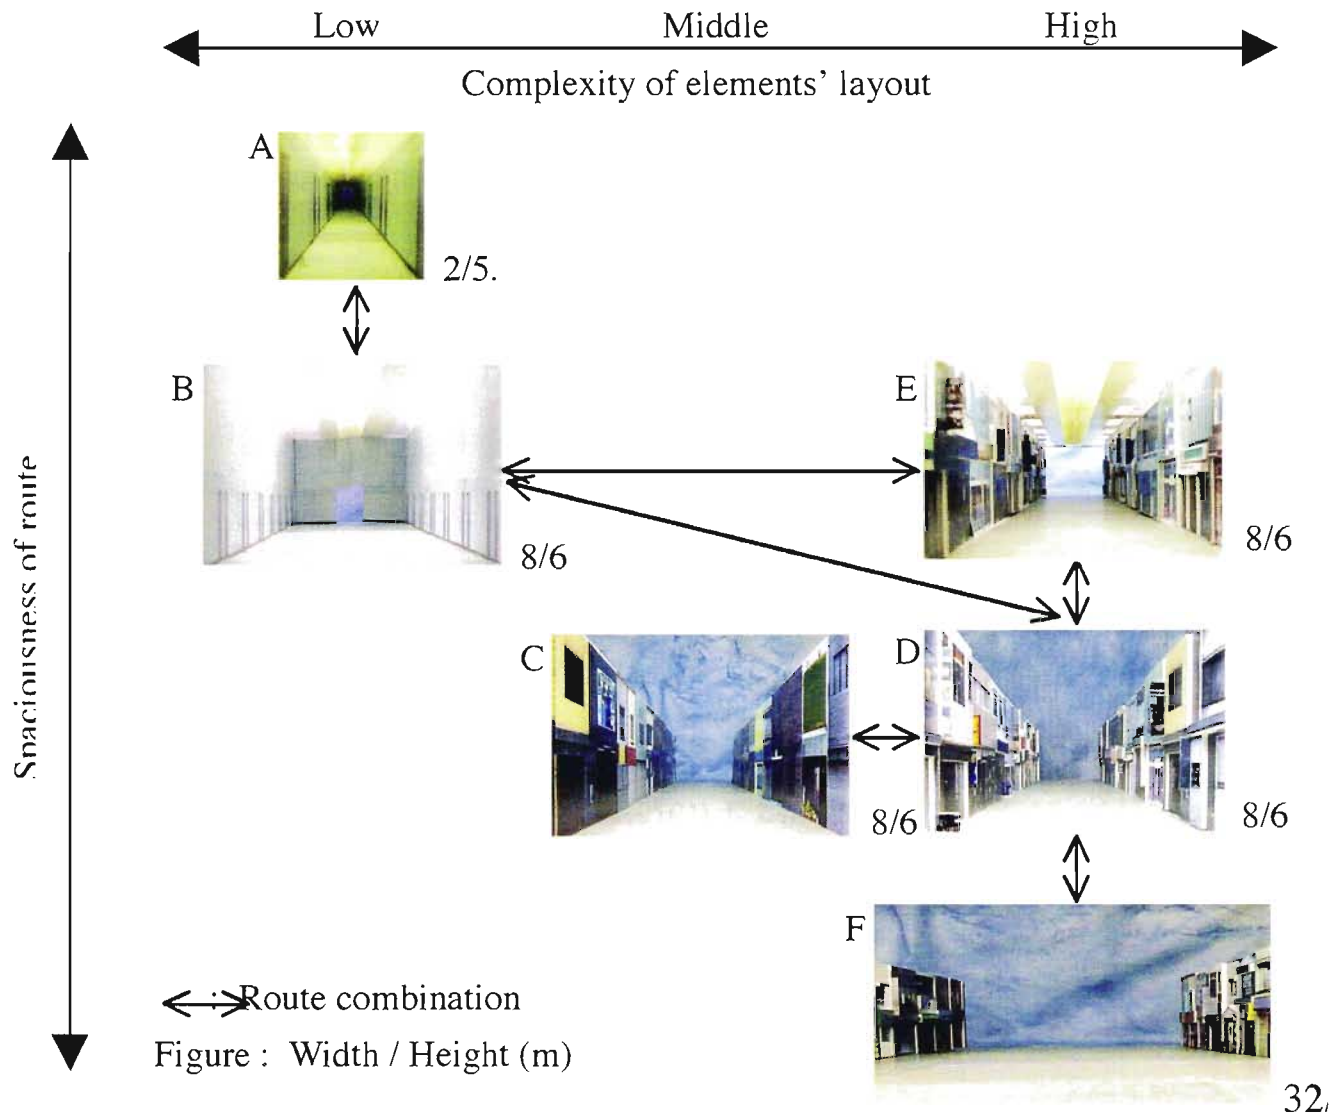 Low Middle High
Complexity of elements' layout
A
2/5.
B
E
8/6
8/6
Spaciousness of route
C
D
8/6
8/6
F
: Route combination
Figure : Width / Height (m)
32/